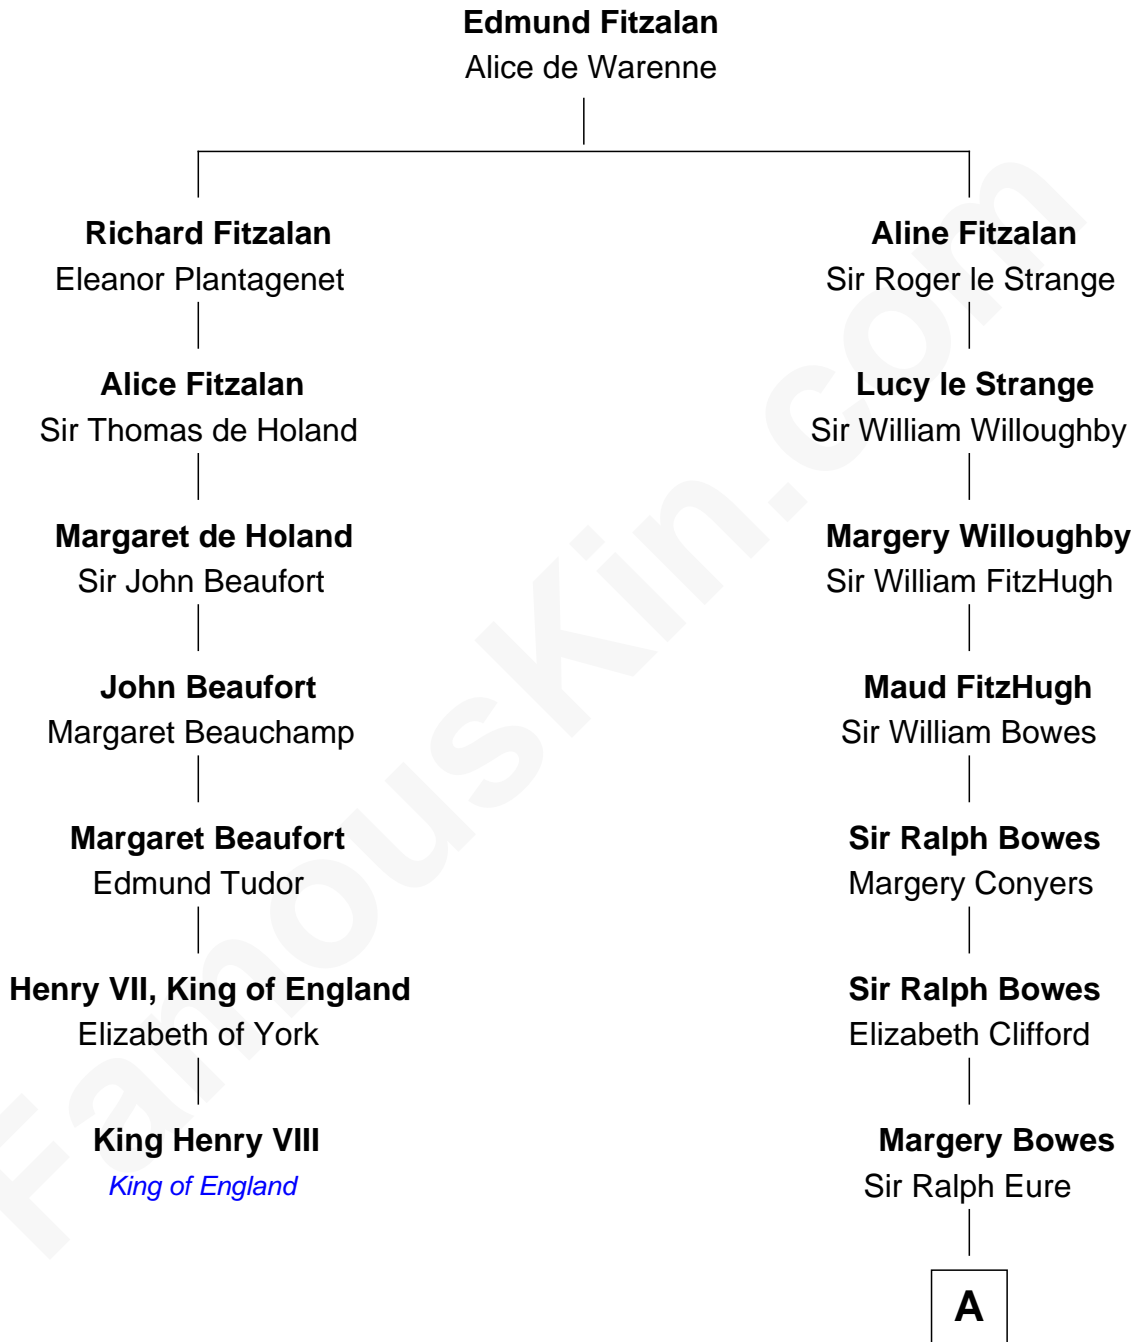 Edmund Fitzalan
Alice de Warenne
Richard Fitzalan
Eleanor Plantagenet
Aline Fitzalan
Sir Roger le Strange
Alice Fitzalan
Sir Thomas de Holand
Lucy le Strange
Sir William Willoughby
Margaret de Holand
Sir John Beaufort
Margery Willoughby
Sir William FitzHugh
John Beaufort
Margaret Beauchamp
Maud FitzHugh
Sir William Bowes
Margaret Beaufort
Edmund Tudor
Sir Ralph Bowes
Margery Conyers
Henry VII, King of England
Elizabeth of York
Sir Ralph Bowes
Elizabeth Clifford
King Henry VIII
King of England
Margery Bowes
Sir Ralph Eure
A
FamousKin.com